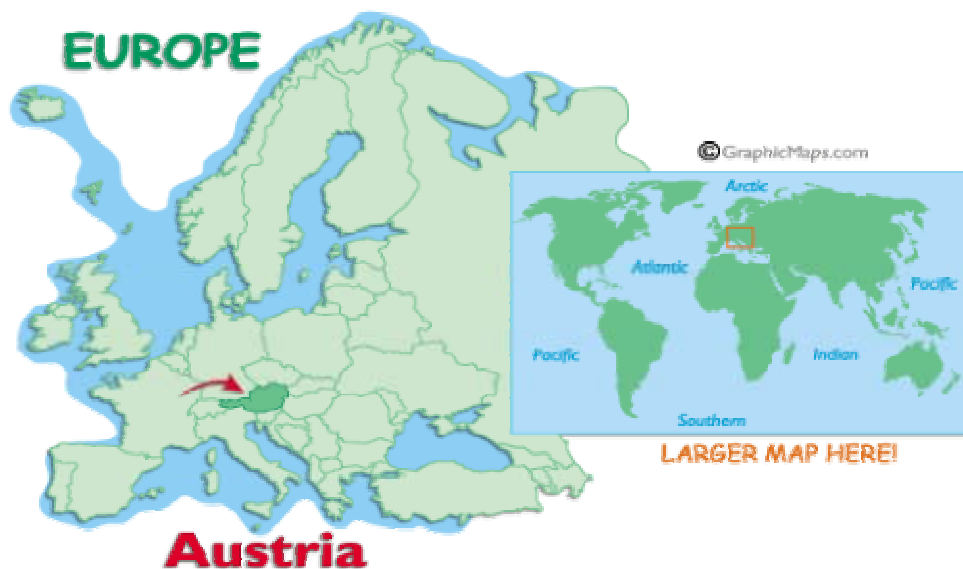 EUROPE
© GraphicMaps.com
Arctic
Atlantic
Pacific
Pacific
Indian
Southern
LARGER MAP HERE!
Austria